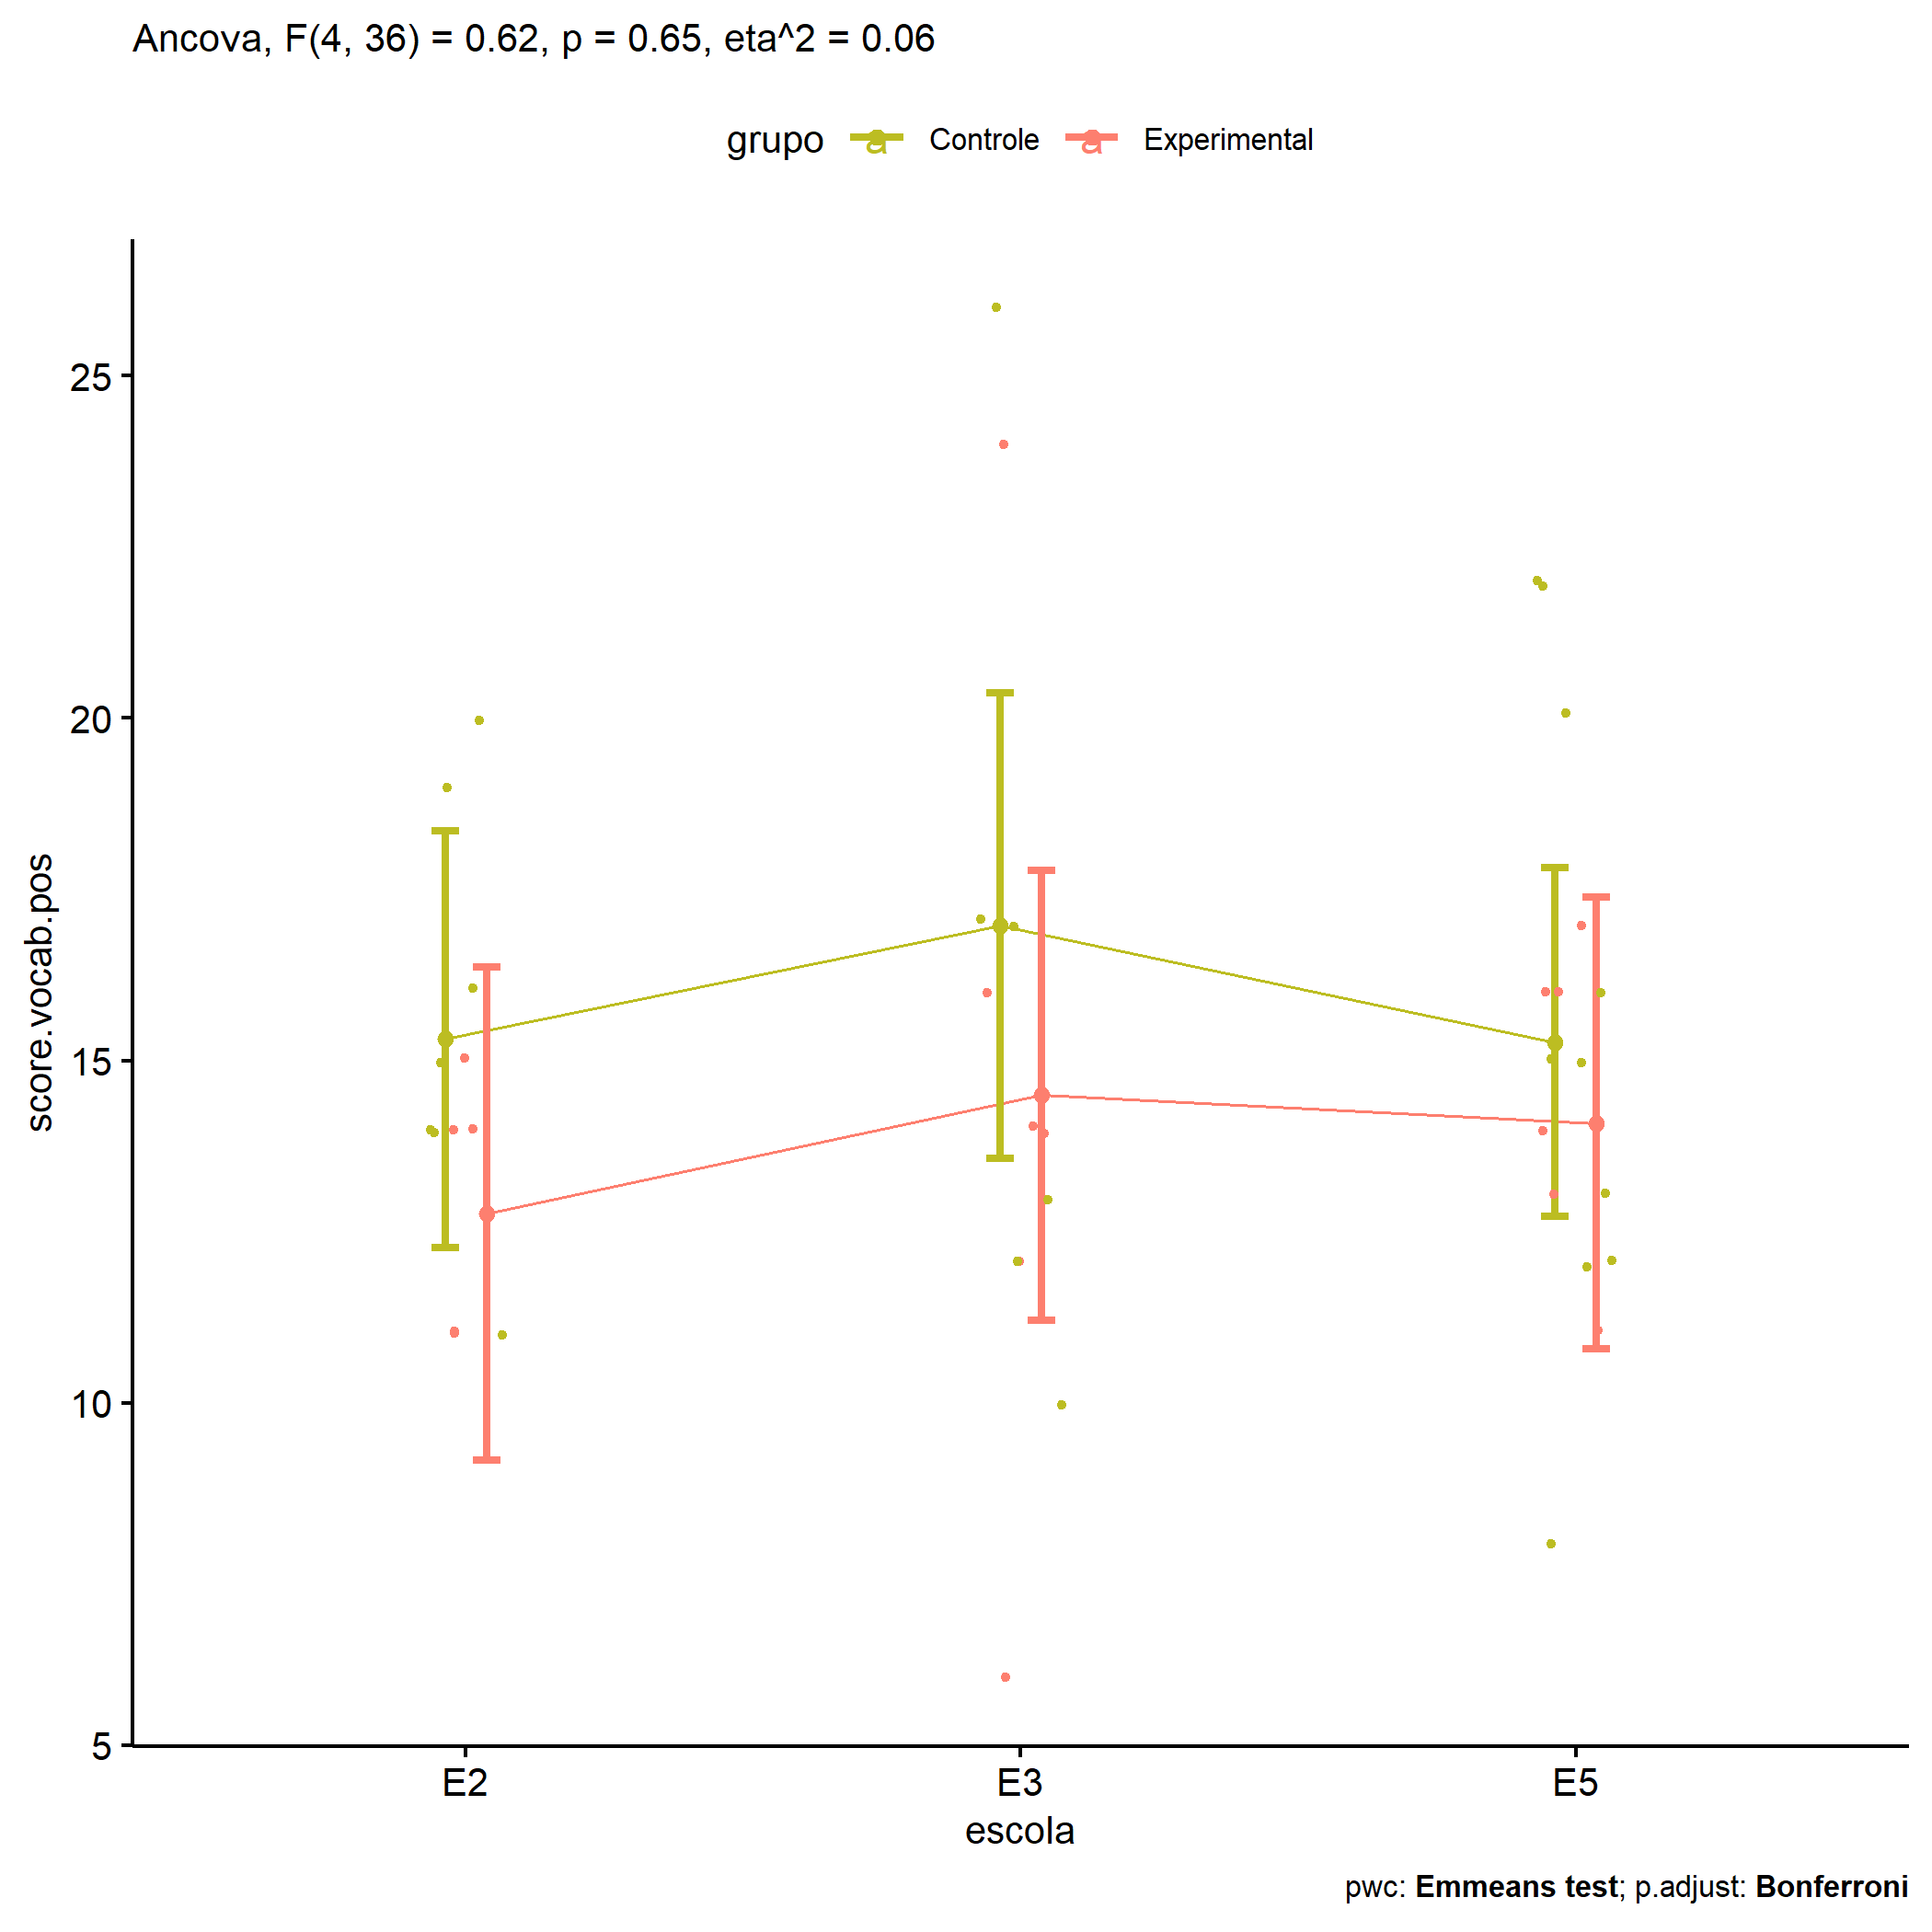 Ancova, F(4, 36) = 0.62, p = 0.65, eta^2 = 0.06
grupo a Controle a Experimental
25
20
15
10
5
score.vocab.pos
E2 E3 E5
escola
pwc: Emmeans test; p.adjust: Bonferroni